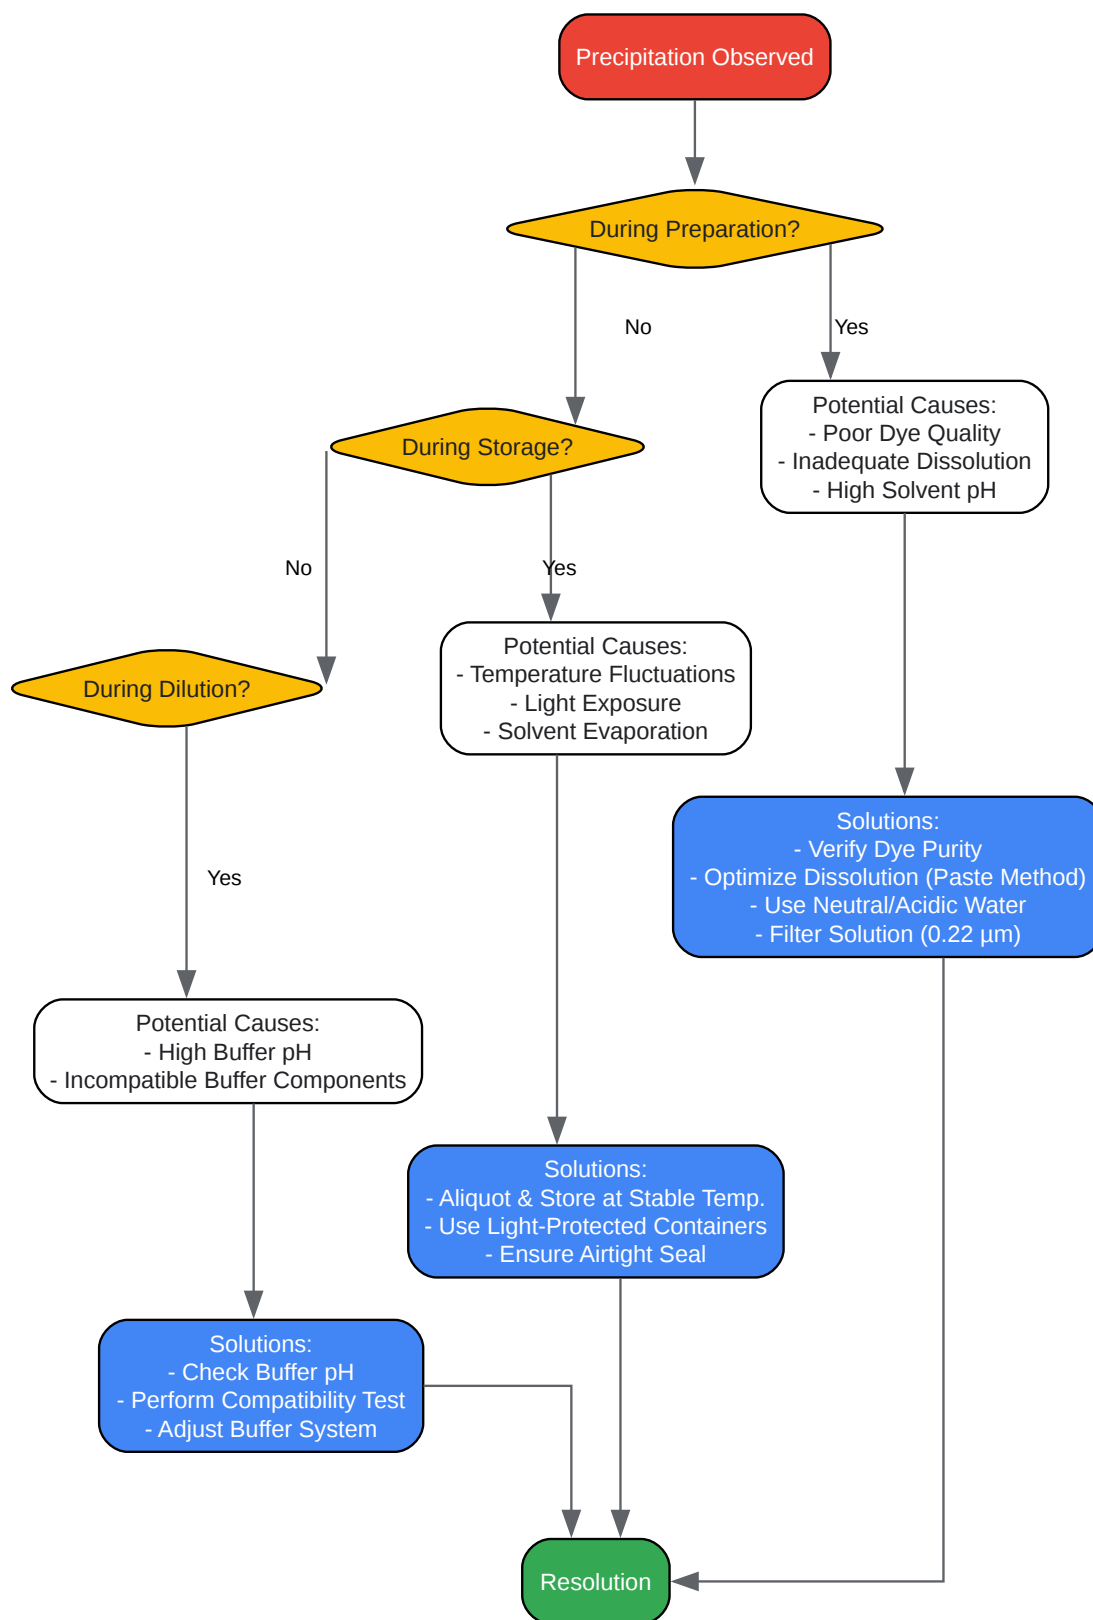 Precipitation Observed
During Preparation?
No
Yes
Potential Causes:
- Poor Dye Quality
- Inadequate Dissolution
- High Solvent pH
During Storage?
No
Yes
Potential Causes:
- Temperature Fluctuations
- Light Exposure
- Solvent Evaporation
During Dilution?
Solutions:
- Verify Dye Purity
- Optimize Dissolution (Paste Method)
- Use Neutral/Acidic Water
- Filter Solution (0.22 µm)
Yes
Potential Causes:
- High Buffer pH
- Incompatible Buffer Components
Solutions:
- Aliquot & Store at Stable Temp.
- Use Light-Protected Containers
- Ensure Airtight Seal
Solutions:
- Check Buffer pH
- Perform Compatibility Test
- Adjust Buffer System
Resolution